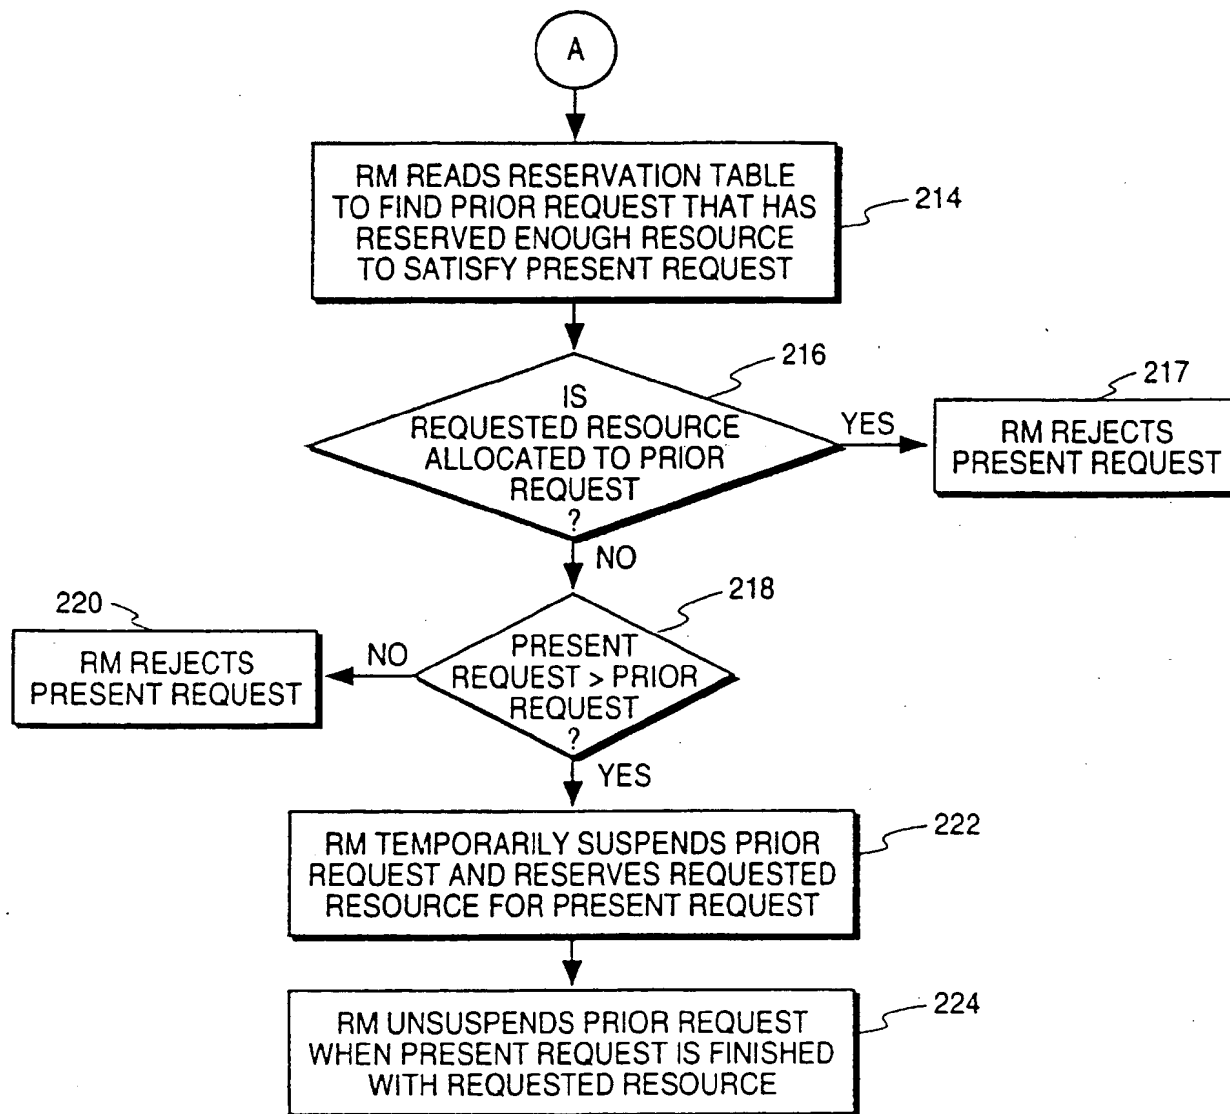 A
RM READS RESERVATION TABLE
TO FIND PRIOR REQUEST THAT HAS
RESERVED ENOUGH RESOURCE
TO SATISFY PRESENT REQUEST
214
216
IS
REQUESTED RESOURCE
ALLOCATED TO PRIOR
REQUEST
?
YES
217
RM REJECTS
PRESENT REQUEST
NO
218
PRESENT
REQUEST > PRIOR
REQUEST
?
NO
220
RM REJECTS
PRESENT REQUEST
YES
RM TEMPORARILY SUSPENDS PRIOR
REQUEST AND RESERVES REQUESTED
RESOURCE FOR PRESENT REQUEST
222
RM UNSUSPENDS PRIOR REQUEST
WHEN PRESENT REQUEST IS FINISHED
WITH REQUESTED RESOURCE
224